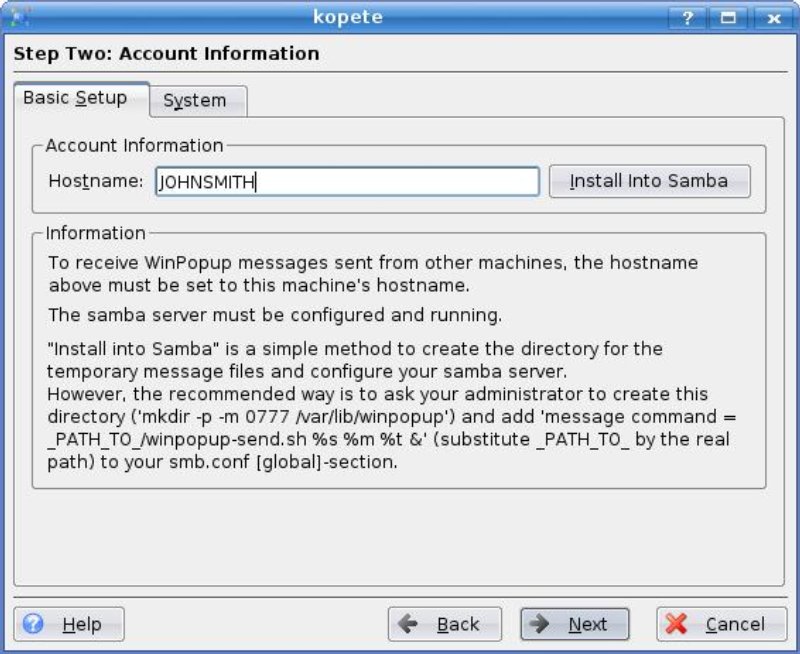 kopete
Step Two: Account Information
Basic Setup
System
Account Information
Hostname:
JOHNSMITH
Install Into Samba
Information
To receive WinPopup messages sent from other machines, the hostname
above must be set to this machine's hostname.
The samba server must be configured and running.
"Install into Samba" is a simple method to create the directory for the
temporary message files and configure your samba server.
However, the recommended way is to ask your administrator to create this
directory ('mkdir -p -m 0777 /var/lib/winpopup') and add 'message command =
_PATH_TO_/winpopup-send.sh %s %m %t &' (substitute _PATH_TO_ by the real
path) to your smb.conf [global]-section.
Help
Back
Next
Cancel